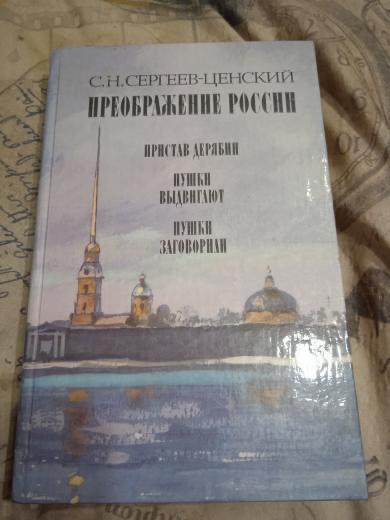 С.Н.СЕРГЕЕВ-ЦЕНСКИЙ
ПРЕОБРАЖЕНИЕ РОССИИ
ПРИСТАВ ДЕРЯБИН
ПУШКИ
ВЫДВИГАЮТ
ПУШКИ
ЗАГОВОРИЛИ